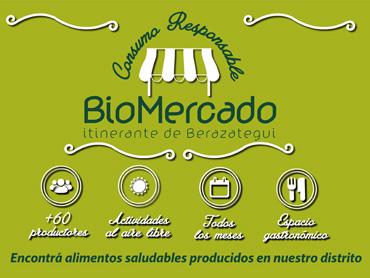 Consumo Responsable
BioMercado
itinerante de Berazategui
+60
productores
Actividades
al aire libre
Todos
los meses
Espacio
gastronómico
Encontrá alimentos saludables producidos en nuestro distrito